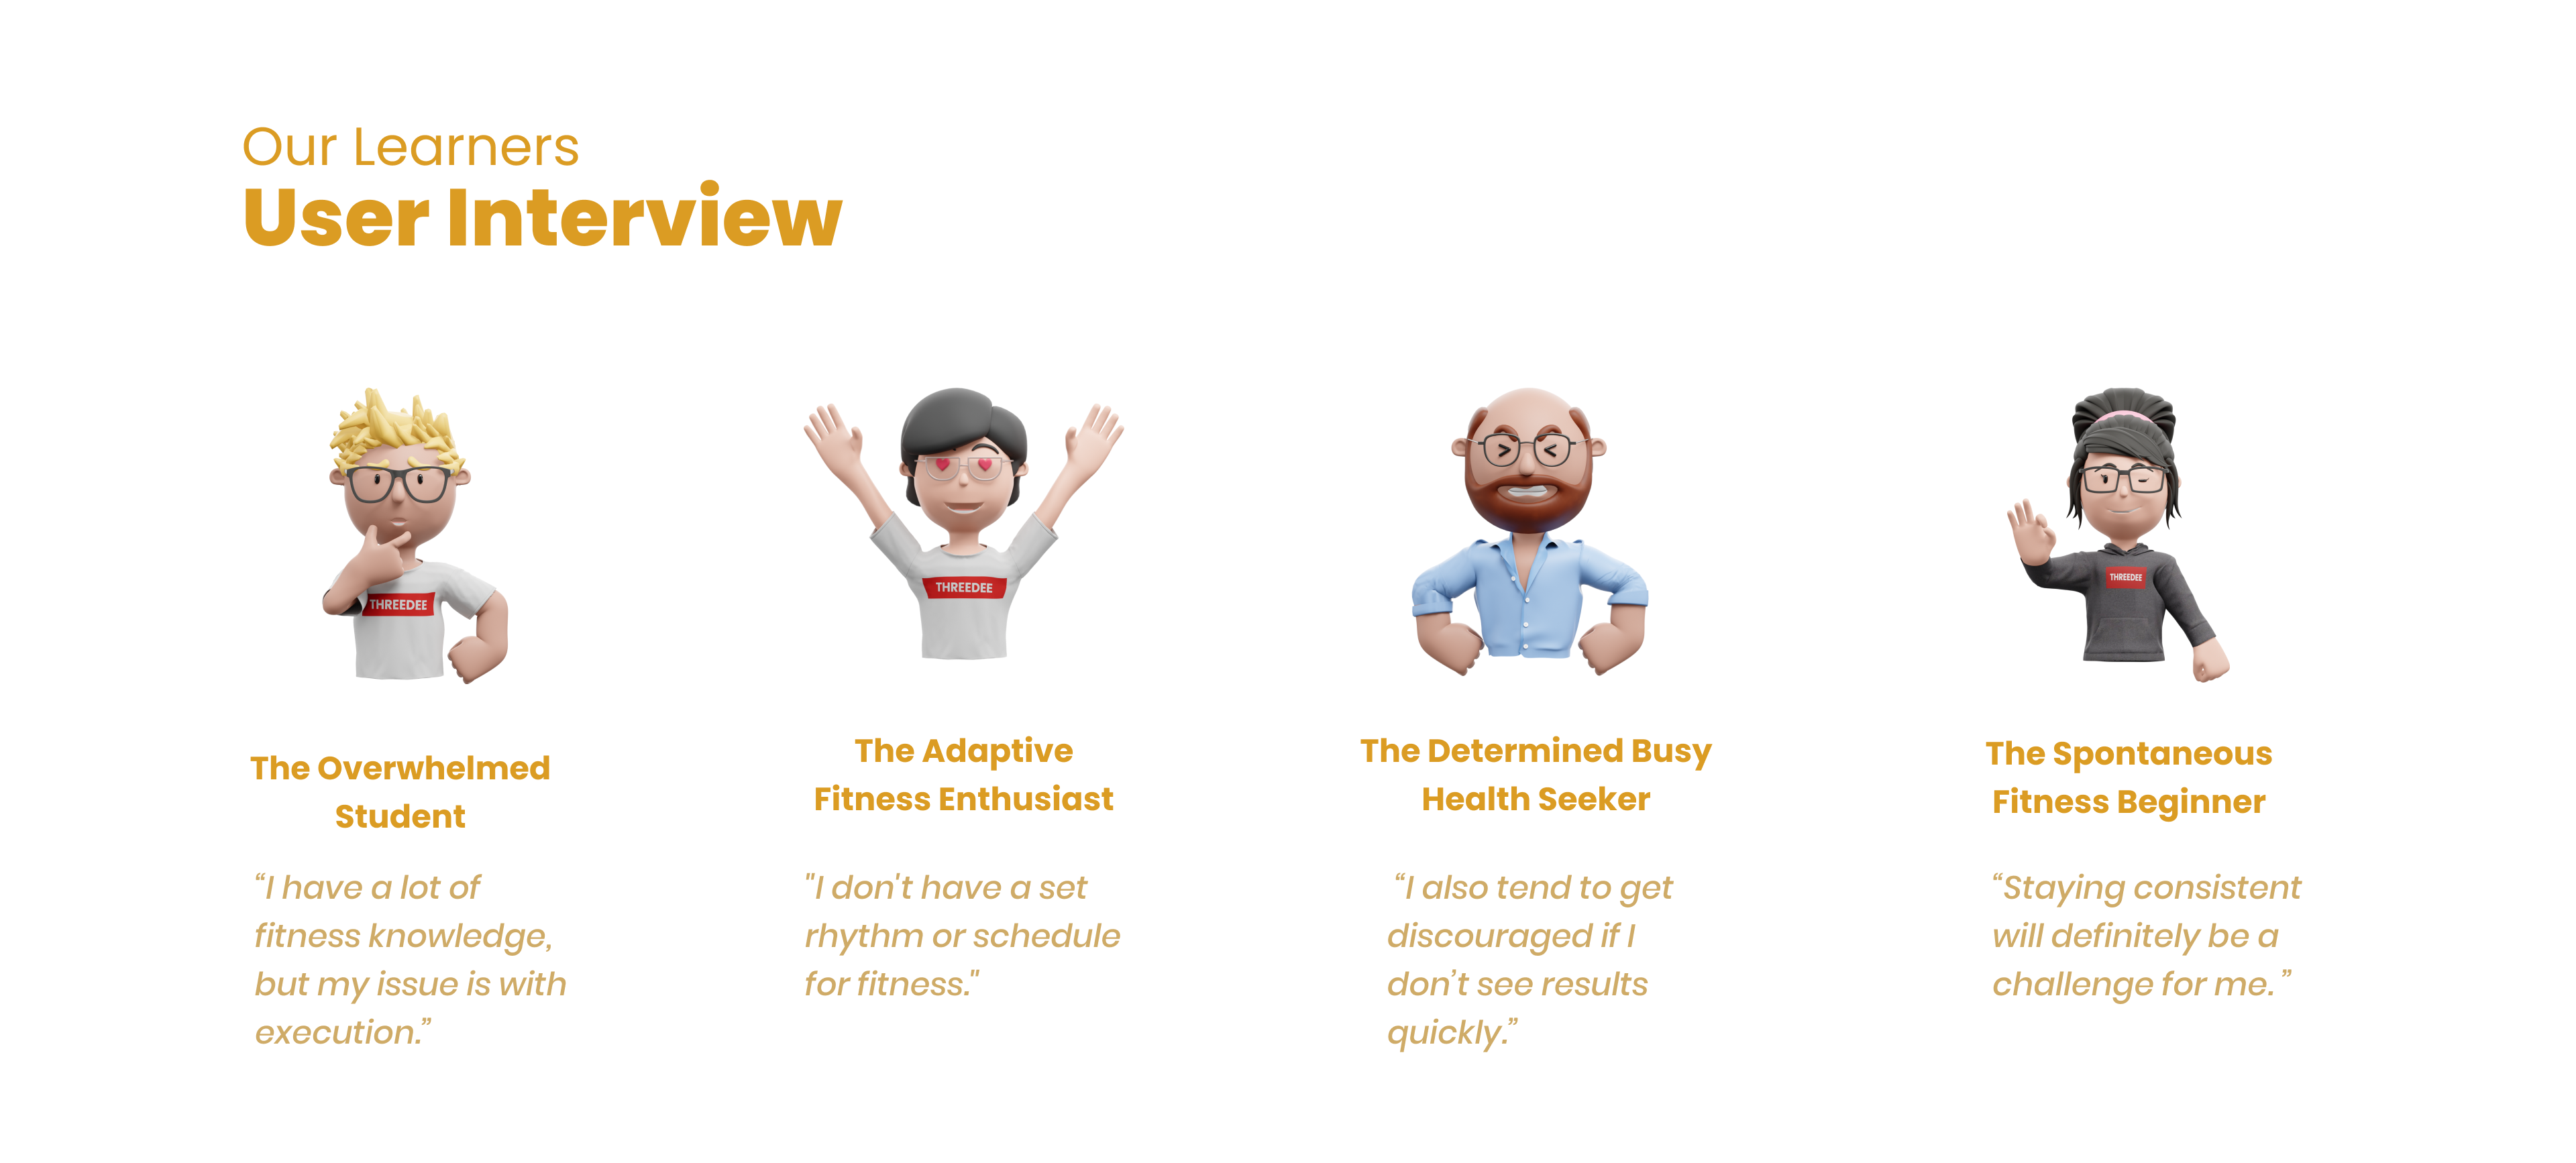 Our Learners
User Interview
THREEDEE
THREEDEE
THREEDEE
The Overwhelmed
Student
“I have a lot of
fitness knowledge,
but my issue is with
execution.”
The Adaptive
Fitness Enthusiast
"I don't have a set
rhythm or schedule
for fitness."
The Determined Busy
Health Seeker
“I also tend to get
discouraged if I
don’t see results
quickly.”
The Spontaneous
Fitness Beginner
“Staying consistent
will definitely be a
challenge for me.”